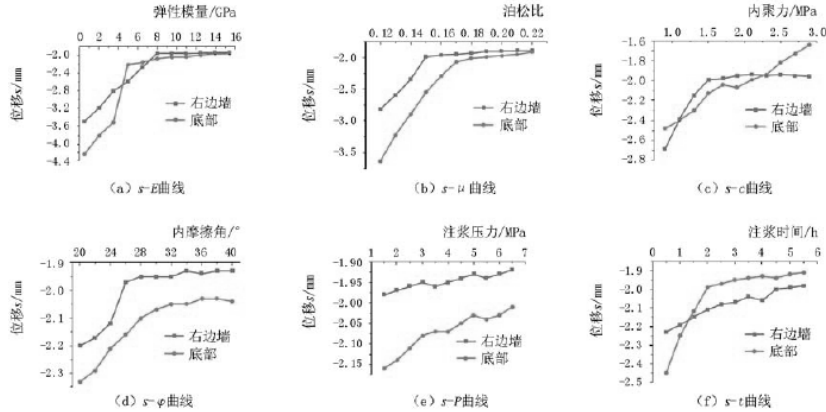 弹性模量/GPa
0 2 4 6 8 10 12 14 16
-2.0
-2.4
-2.8
-3.2
-3.6
-4.0
-4.4
位移s/mm
右边墙
底部
(a) s-E曲线
泊松比
0.12 0.14 0.16 0.18 0.20 0.22
-2.0
-2.5
-3.0
-3.5
位移s/mm
右边墙
底部
(b) s-μ曲线
内聚力/MPa
1.0 1.5 2.0 2.5 3.0
-1.6
-1.8
-2.0
-2.2
-2.4
-2.6
-2.8
位移s/mm
右边墙
底部
(c) s-c曲线
内摩擦角/°
20 24 28 32 36 40
-1.9
-2.0
-2.1
-2.2
-2.3
位移s/mm
右边墙
底部
(d) s-φ曲线
注浆压力/MPa
1 2 3 4 5 6 7
-1.90
-1.95
-2.00
-2.05
-2.10
-2.15
位移s/mm
右边墙
底部
(e) s-P曲线
注浆时间/h
0 1 2 3 4 5 6
-1.9
-2.0
-2.1
-2.2
-2.3
-2.4
-2.5
位移s/mm
右边墙
底部
(f) s-t曲线